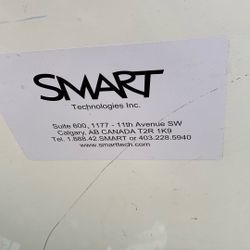 SMART
Technologies Inc.
Suite 600, 1177 - 11th Avenue SW
Calgary, AB CANADA T2R 1K9
Tel. 1.888.42.SMART or 403.228.5940
www.smarttech.com